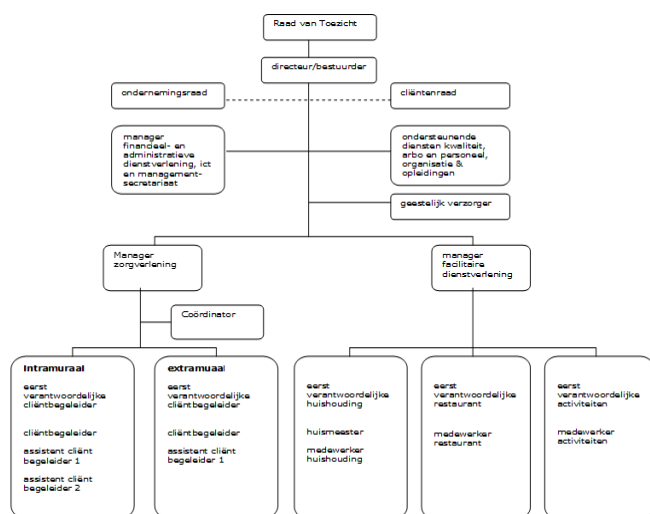 Raad van Toezicht
directeur/bestuurder
ondernemingsraad
cliëntenraad
manager
financieel- en
administratieve
dienstverlening, ict
en management-
secretariaat
ondersteunende
diensten kwaliteit,
arbo en personeel,
organisatie &
opleidingen
geestelijk verzorger
Manager
zorgverlening
manager
facilitaire
dienstverlening
Coördinator
Intramuraal
eerst
verantwoordelijke
cliëntbegeleider
cliëntbegeleider
assistent cliënt
begeleider 1
assistent cliënt
begeleider 2
extramuaal
eerst
verantwoordelijke
cliëntbegeleider
cliëntbegeleider
assistent cliënt
begeleider 1
eerst
verantwoordelijke
huishouding
huismeester
medewerker
huishouding
eerst
verantwoordelijke
restaurant
medewerker
restaurant
eerst
verantwoordelijke
activiteiten
medewerker
activiteiten